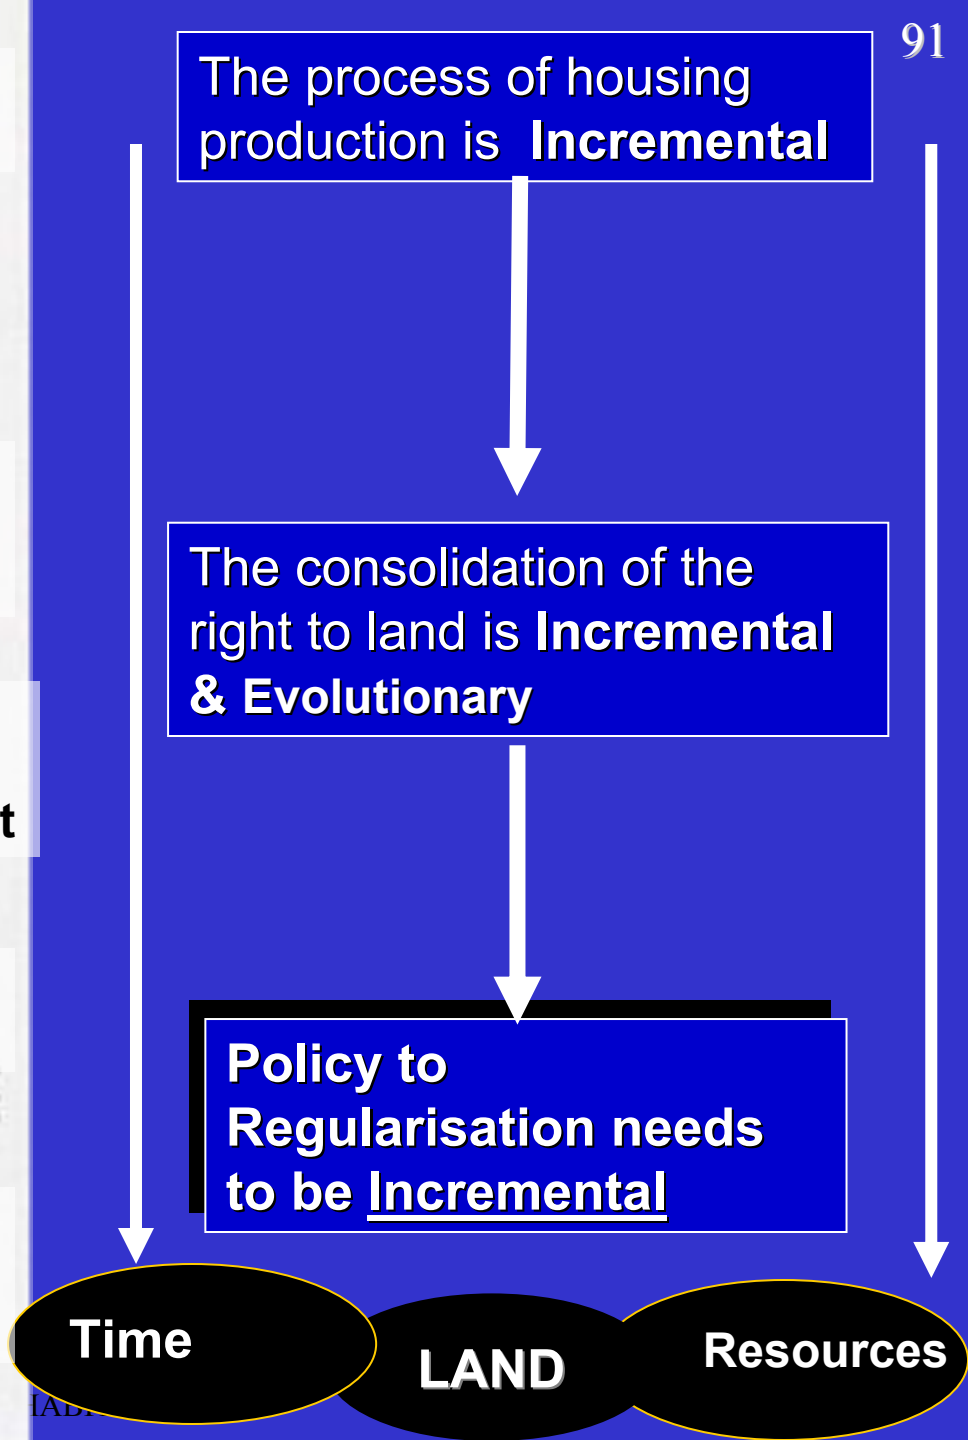 91
The process of housing
production is Incremental
The consolidation of the
right to land is Incremental
& Evolutionary
t
Policy to
Regularisation needs
to be Incremental
Time
LAND
Resources